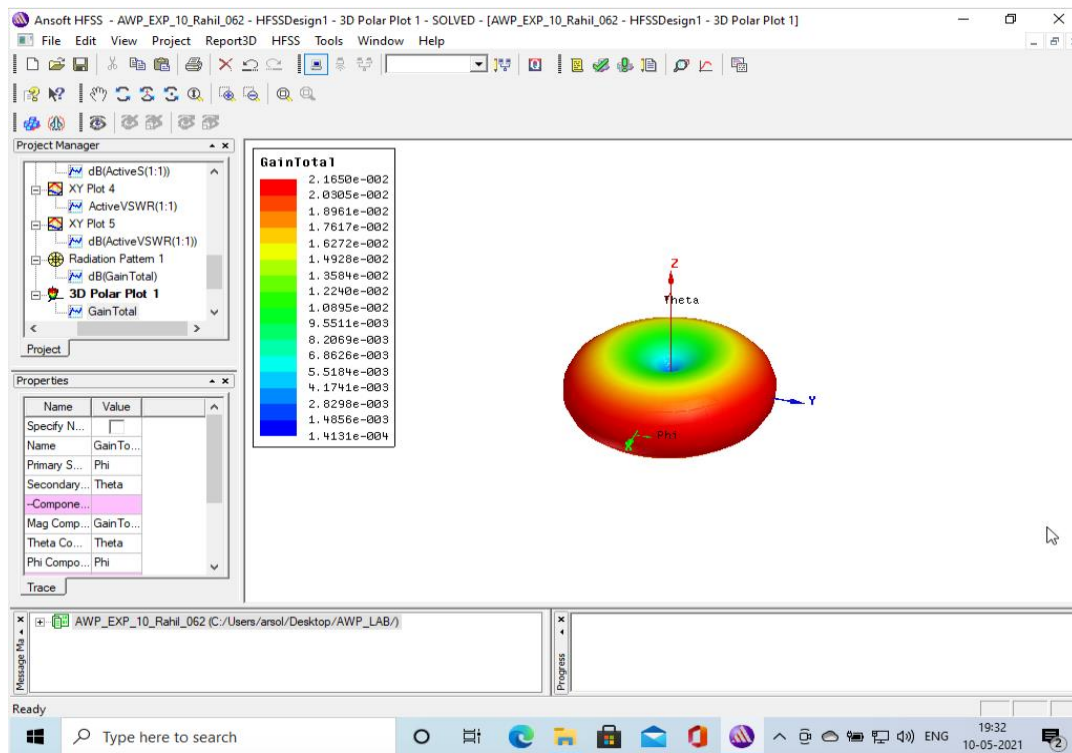 Ansoft HFSS - AWP_EXP_10_Rahil_062 - HFSSDesign1 - 3D Polar Plot 1 - SOLVED - [AWP_EXP_10_Rahil_062 - HFSSDesign1 - 3D Polar Plot 1]
File Edit View Project Report3D HFSS Tools Window Help
Project Manager
dB(ActiveS(1:1))
XY Plot 4
ActiveVSWR(1:1)
XY Plot 5
dB(ActiveVSWR(1:1))
Radiation Pattern 1
dB(GainTotal)
3D Polar Plot 1
GainTotal
Project
Properties
Name Value
Specify N...
Name GainTo...
Primary S... Phi
Secondary... Theta
-Compone...
Mag Comp... GainTo...
Theta Co... Theta
Phi Compo... Phi
Trace
GainTotal
2.1650e-002
2.0305e-002
1.8961e-002
1.7617e-002
1.6272e-002
1.4928e-002
1.3584e-002
1.2240e-002
1.0895e-002
9.5511e-003
8.2069e-003
6.8626e-003
5.5184e-003
4.1741e-003
2.8298e-003
1.4856e-003
1.4131e-004
Z
Theta
Y
Phi
X
Message Ma
AWP_EXP_10_Rahil_062 (C:/Users/arsol/Desktop/AWP_LAB/)
Progress
Ready
Type here to search
ENG
19:32
10-05-2021
2